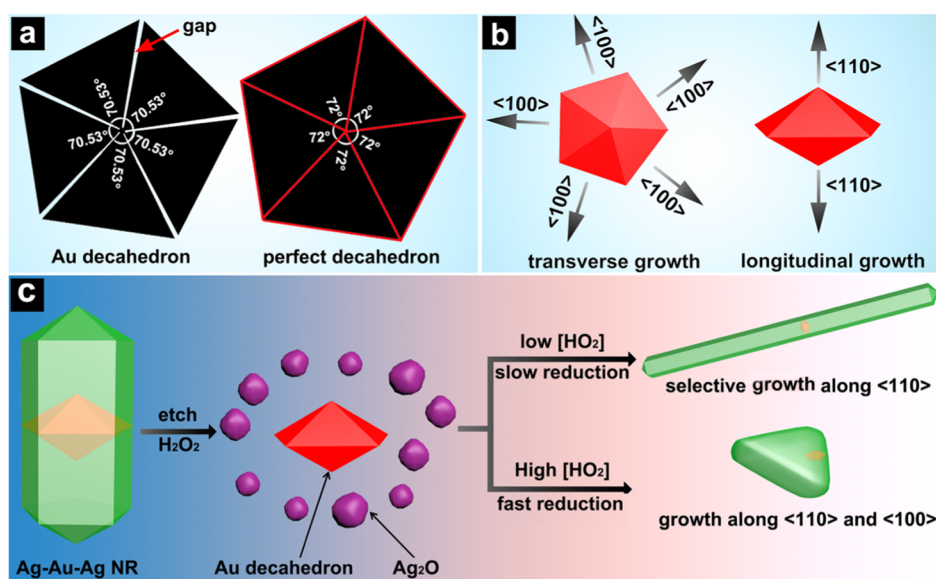 a
gap
70.53°
70.53°
70.53°
70.53°
70.53°
72°
72°
72°
72°
72°
Au decahedron
perfect decahedron
b
<100>
<100>
<100>
<100>
<100>
<110>
<110>
transverse growth
longitudinal growth
c
etch
H₂O₂
low [HO₂]
slow reduction
selective growth along <110>
High [HO₂]
fast reduction
growth along <110> and <100>
Ag-Au-Ag NR
Au decahedron
Ag₂O